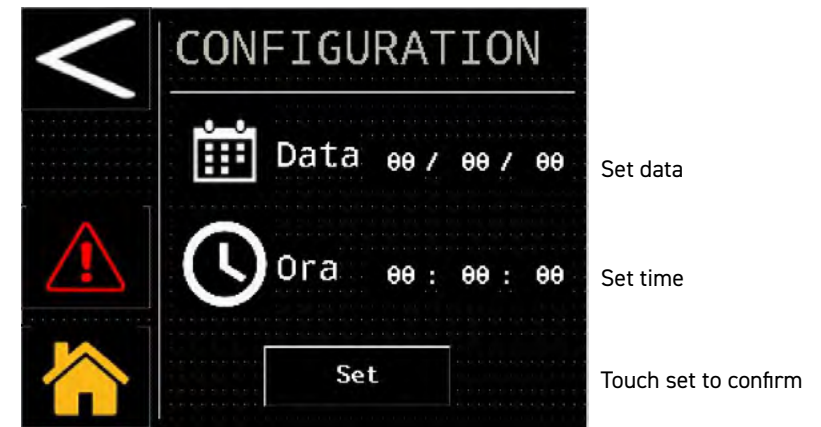 CONFIGURATION
Data 00 / 00 / 00
Set data
Ora 00 : 00 : 00
Set time
Set
Touch set to confirm